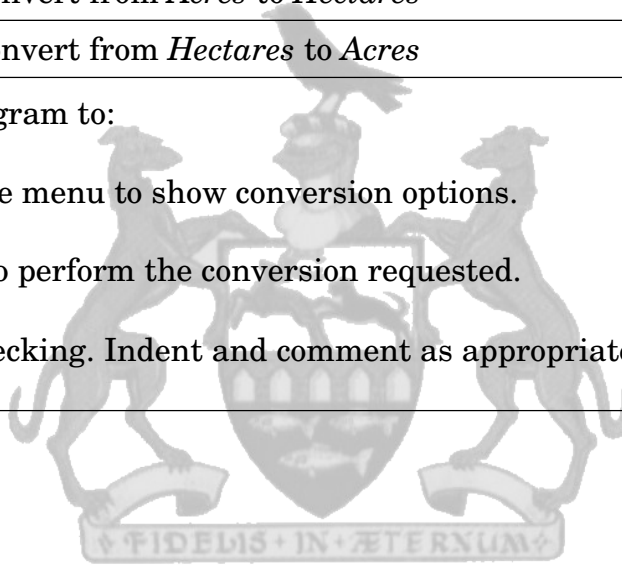 nvert from Acres to Hectares
nvert from Hectares to Acres
gram to:
e menu to show conversion options.
o perform the conversion requested.
ecking. Indent and comment as appropriate
FIDELIS + IN + ÆTERNUM